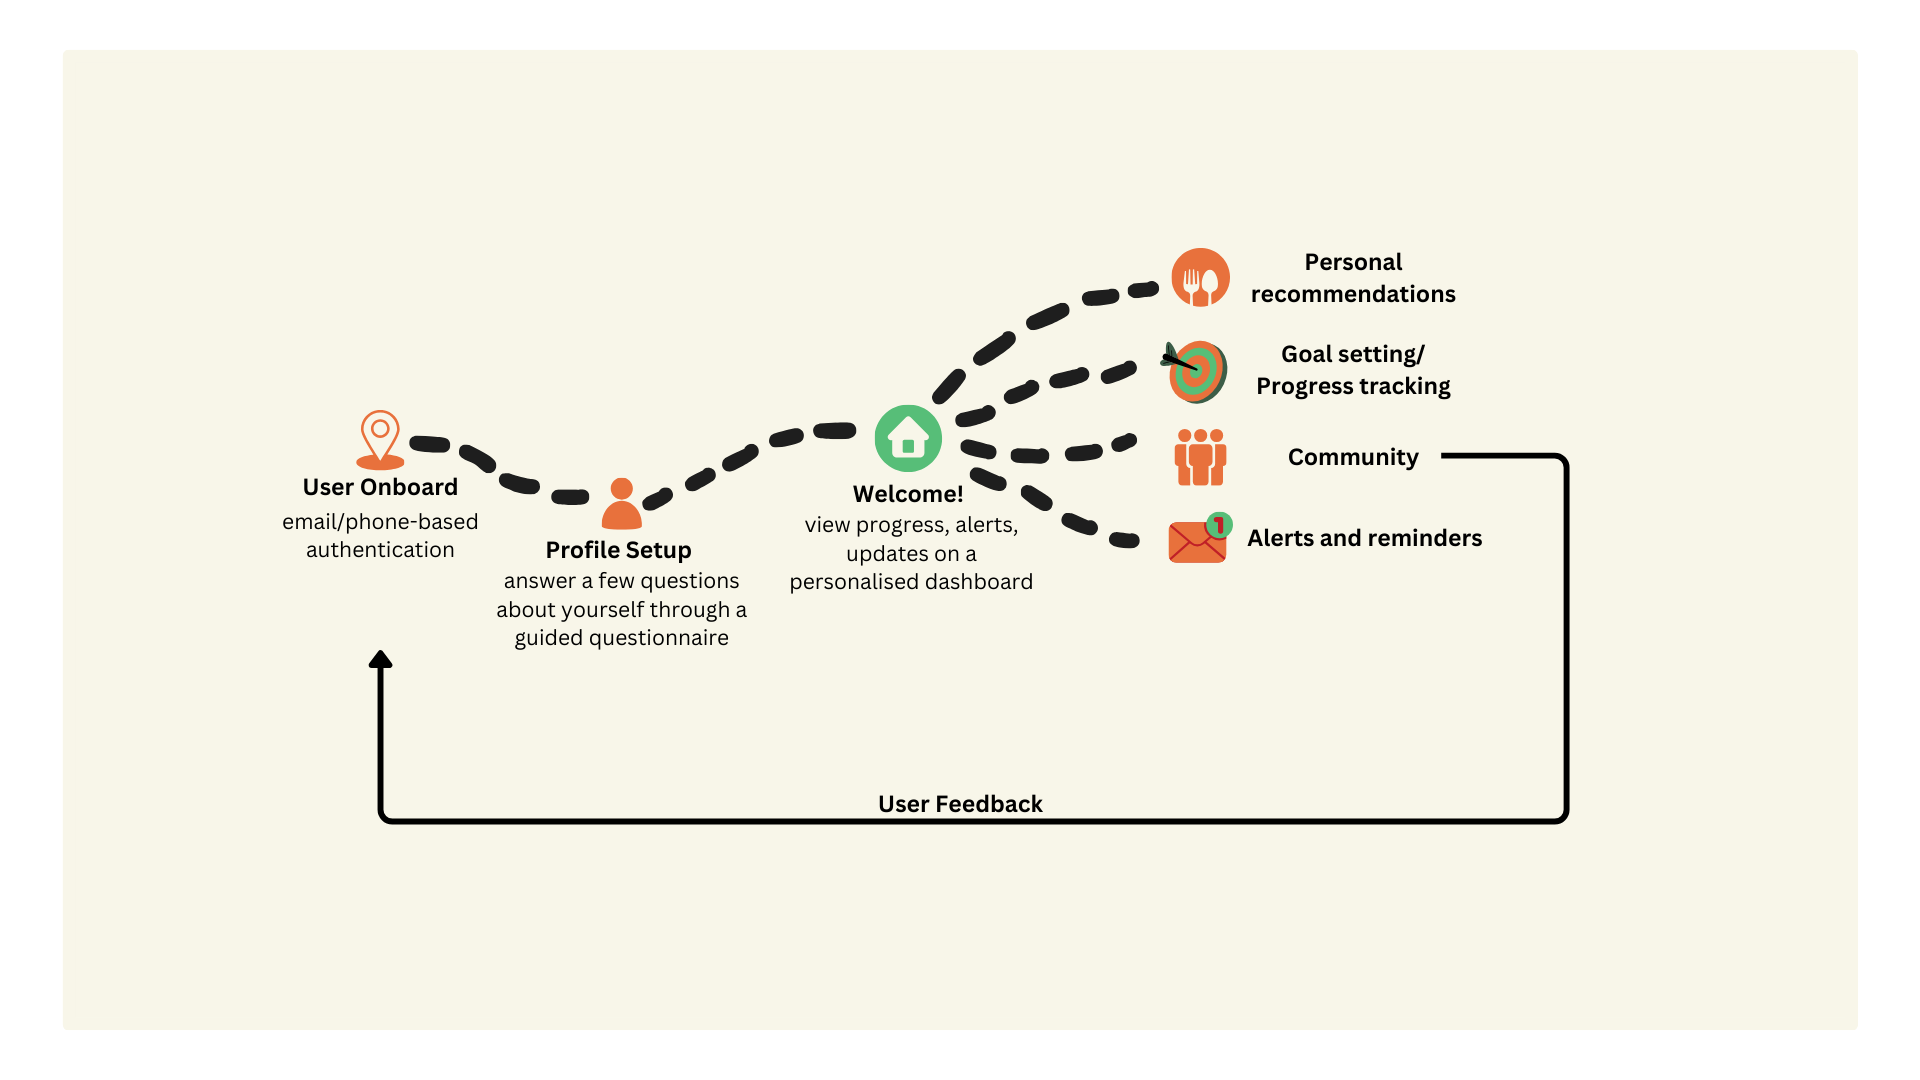 User Onboard
email/phone-based
authentication
Profile Setup
answer a few questions
about yourself through a
guided questionnaire
Welcome!
view progress, alerts,
updates on a
personalised dashboard
Personal
recommendations
Goal setting/
Progress tracking
Community
1
Alerts and reminders
User Feedback